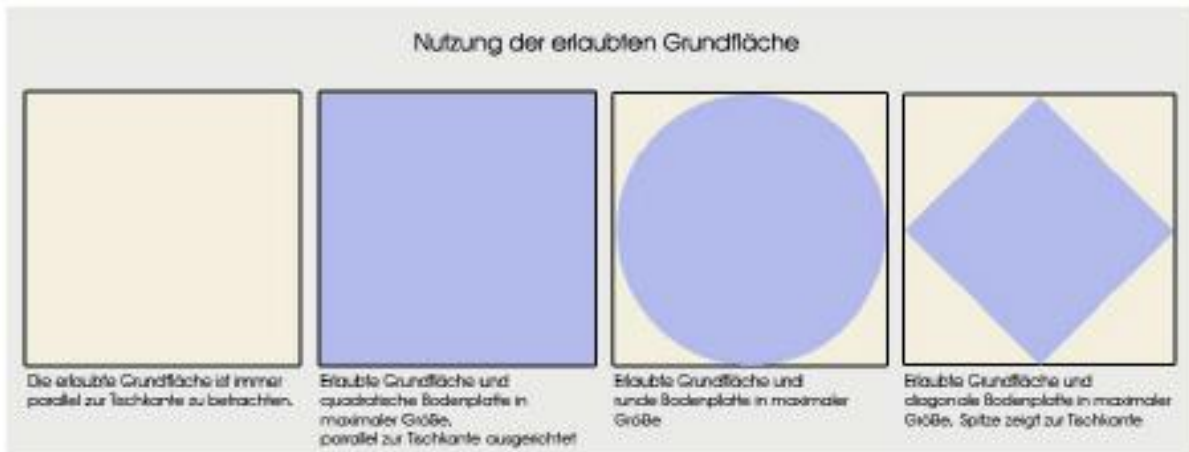 Nutzung der erlaubten Grundfläche
Die erlaubte Grundfläche ist immer
parallel zur Tischkante zu betrachten.
Erlaubte Grundfläche und
quadratische Bodenplatte in
maximaler Größe,
parrallel zur Tischkante ausgerichtet
Erlaubte Grundfläche und
runde Bodenplatte in maximaler
Größe
Erlaubte Grundfläche und
diagonale Bodenplatte in maximaler
Größe, Spitze zeigt zur Tischkante